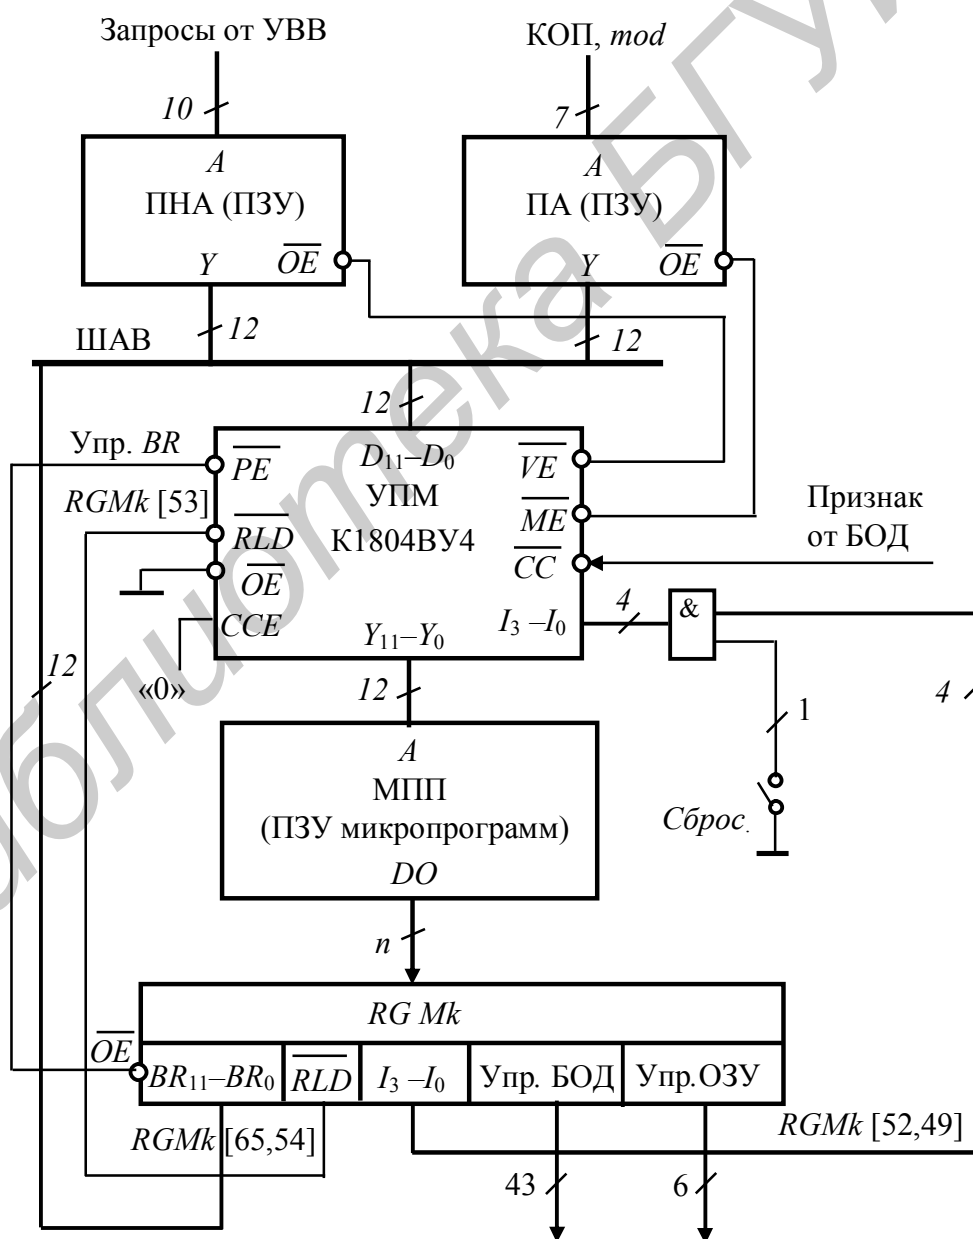 Запросы от УВВ
КОП, mod
10
7
A
ПНА (ПЗУ)
Y
OE
A
ПА (ПЗУ)
Y
OE
12
12
ШАВ
12
Упр. BR
PE
D11–D0
VE
УПМ
RGMk [53]
ME
Признак
от БОД
RLD
К1804ВУ4
CC
OE
CCE
Y11–Y0
I3 –I0
4
&
12
«0»
12
1
4
A
МПП
(ПЗУ микропрограмм)
DO
Сброс.
n
RG Mk
OE
BR11–BR0
RLD
I3 –I0
Упр. БОД
Упр.ОЗУ
RGMk [65,54]
RGMk [52,49]
43
6
Библиотека БГУИ